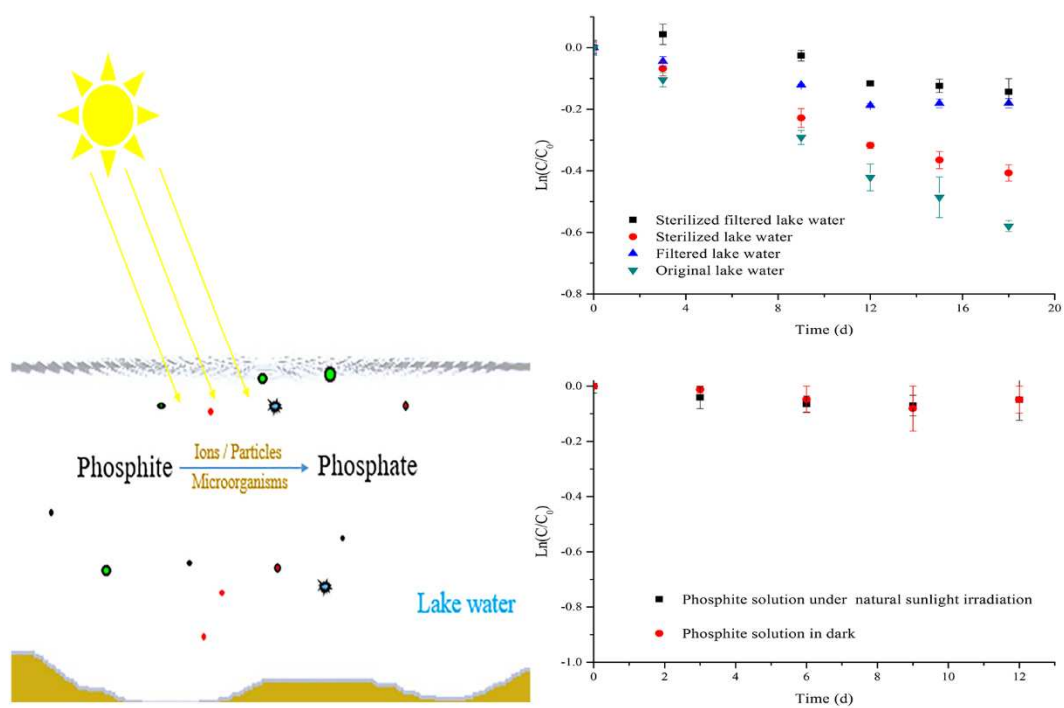 Phosphite
Ions / Particles
Microorganisms
Phosphate
Lake water
0.0
-0.2
-0.4
-0.6
-0.8
Ln(C/C0)
Sterilized filtered lake water
Sterilized lake water
Filtered lake water
Original lake water
0 4 8 12 16 20
Time (d)
0.0
-0.2
-0.4
-0.6
-0.8
-1.0
Ln(C/C0)
Phosphite solution under natural sunlight irradiation
Phosphite solution in dark
0 2 4 6 8 10 12
Time (d)